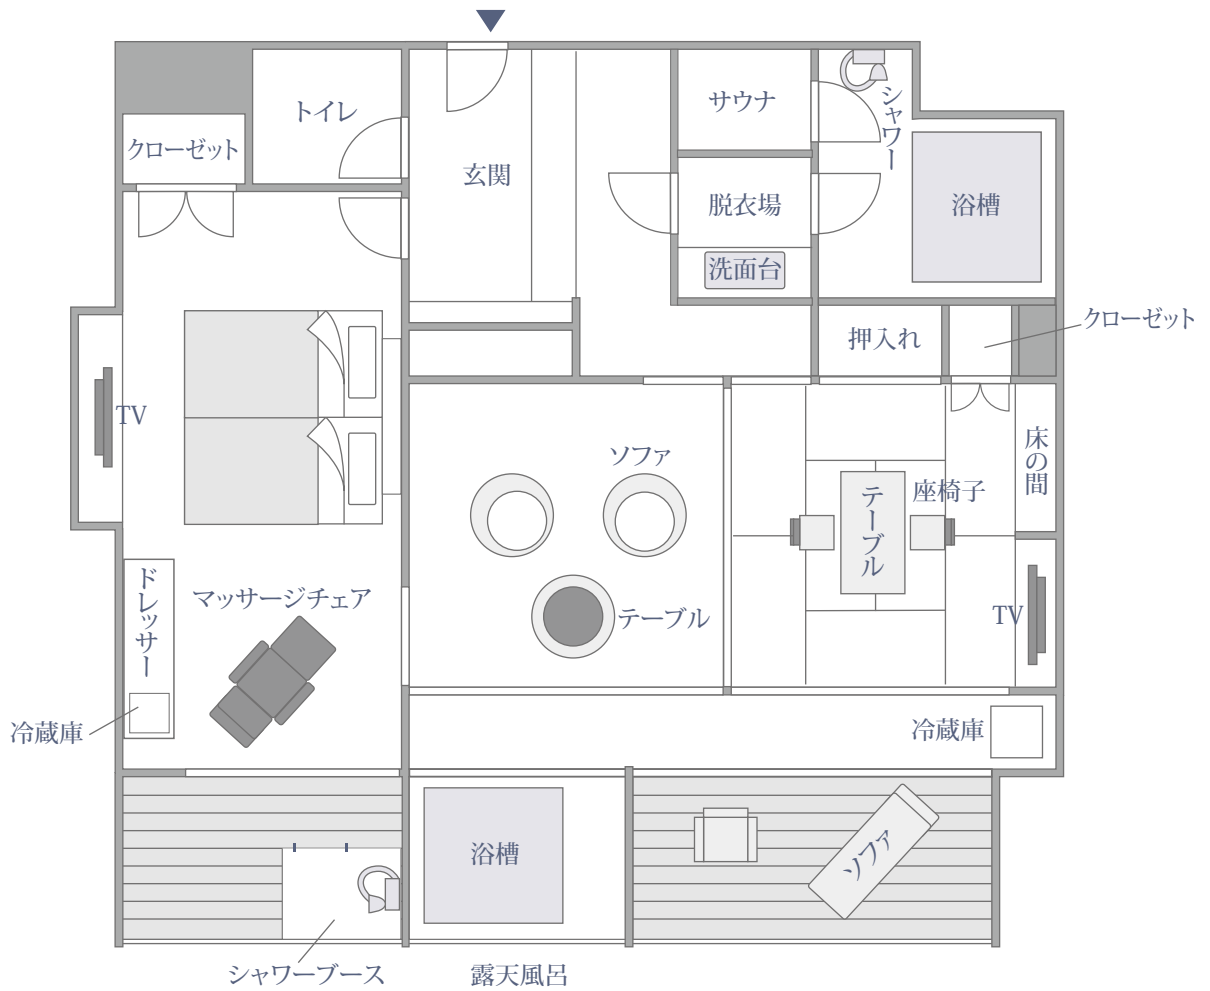 トイレ
クローゼット
玄関
サウナ
シャワー
脱衣場
浴槽
洗面台
押入れ
クローゼット
TV
ソファ
座椅子
床の間
テーブル
ドレッサー
マッサージチェア
テーブル
TV
冷蔵庫
冷蔵庫
浴槽
ソファ
シャワーブース
露天風呂